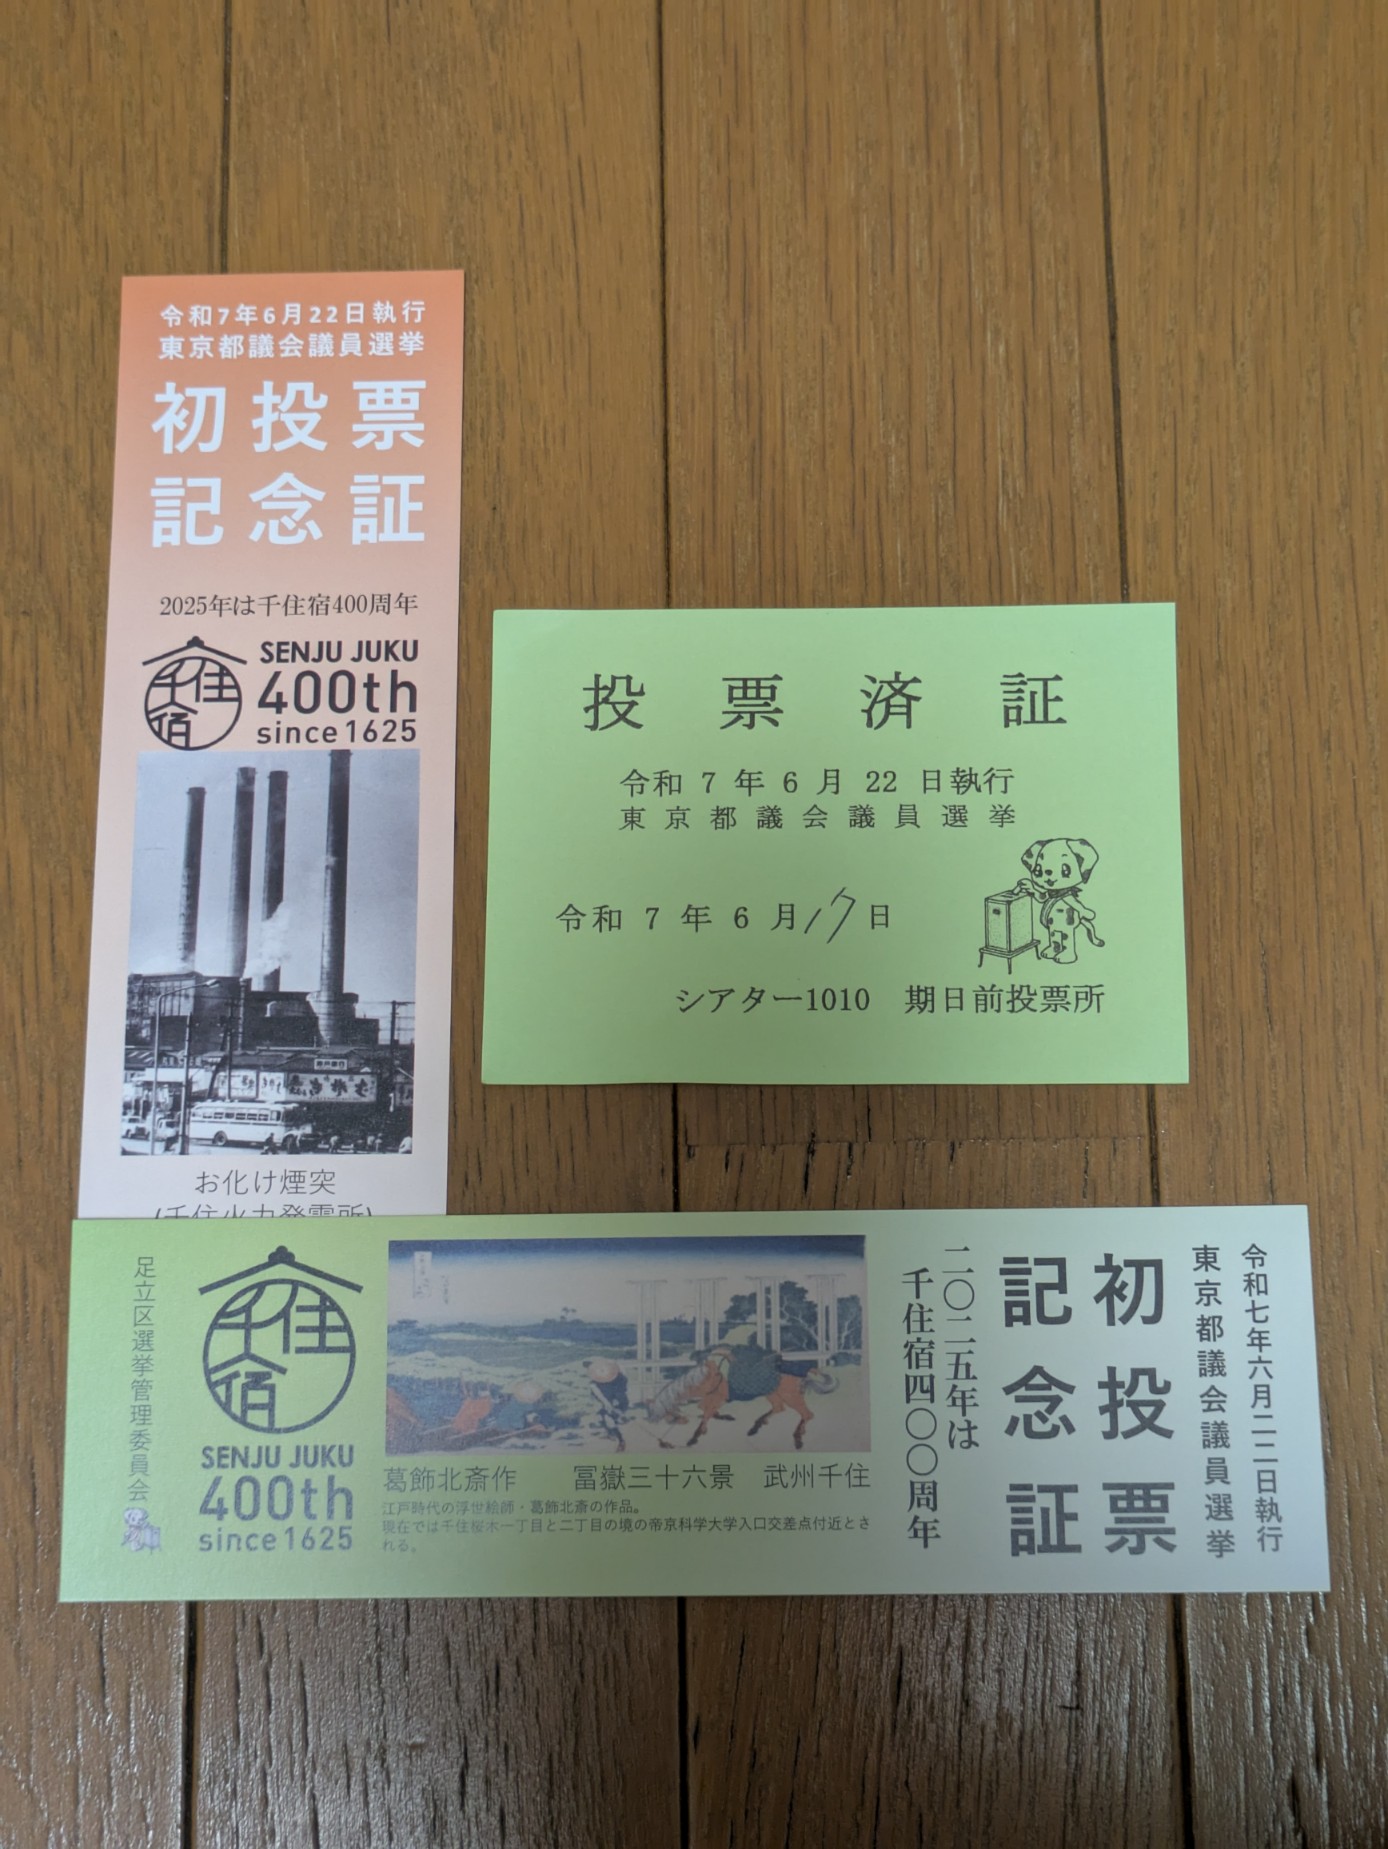 令和7年6月22日執行
東京都議会議員選挙
初投票
記念証
2025年は千住宿400周年
千住宿
SENJU JUKU
400th
since 1625
お化け煙突
(千住火力発電所)
投票済証
令和 7 年 6 月 22 日執行
東京都議会議員選挙
令和 7 年 6 月17日
シアター1010 期日前投票所
令和七年六月二二日執行
東京都議会議員選挙
初投票
記念証
二〇二五年は
千住宿四〇〇周年
葛飾北斎作 冨嶽三十六景 武州千住
江戸時代の浮世絵師・葛飾北斎の作品。
現在では千住桜木一丁目と二丁目の境の帝京科学大学入口交差点付近とさ
れる。
千住宿
SENJU JUKU
400th
since 1625
足立区選挙管理委員会